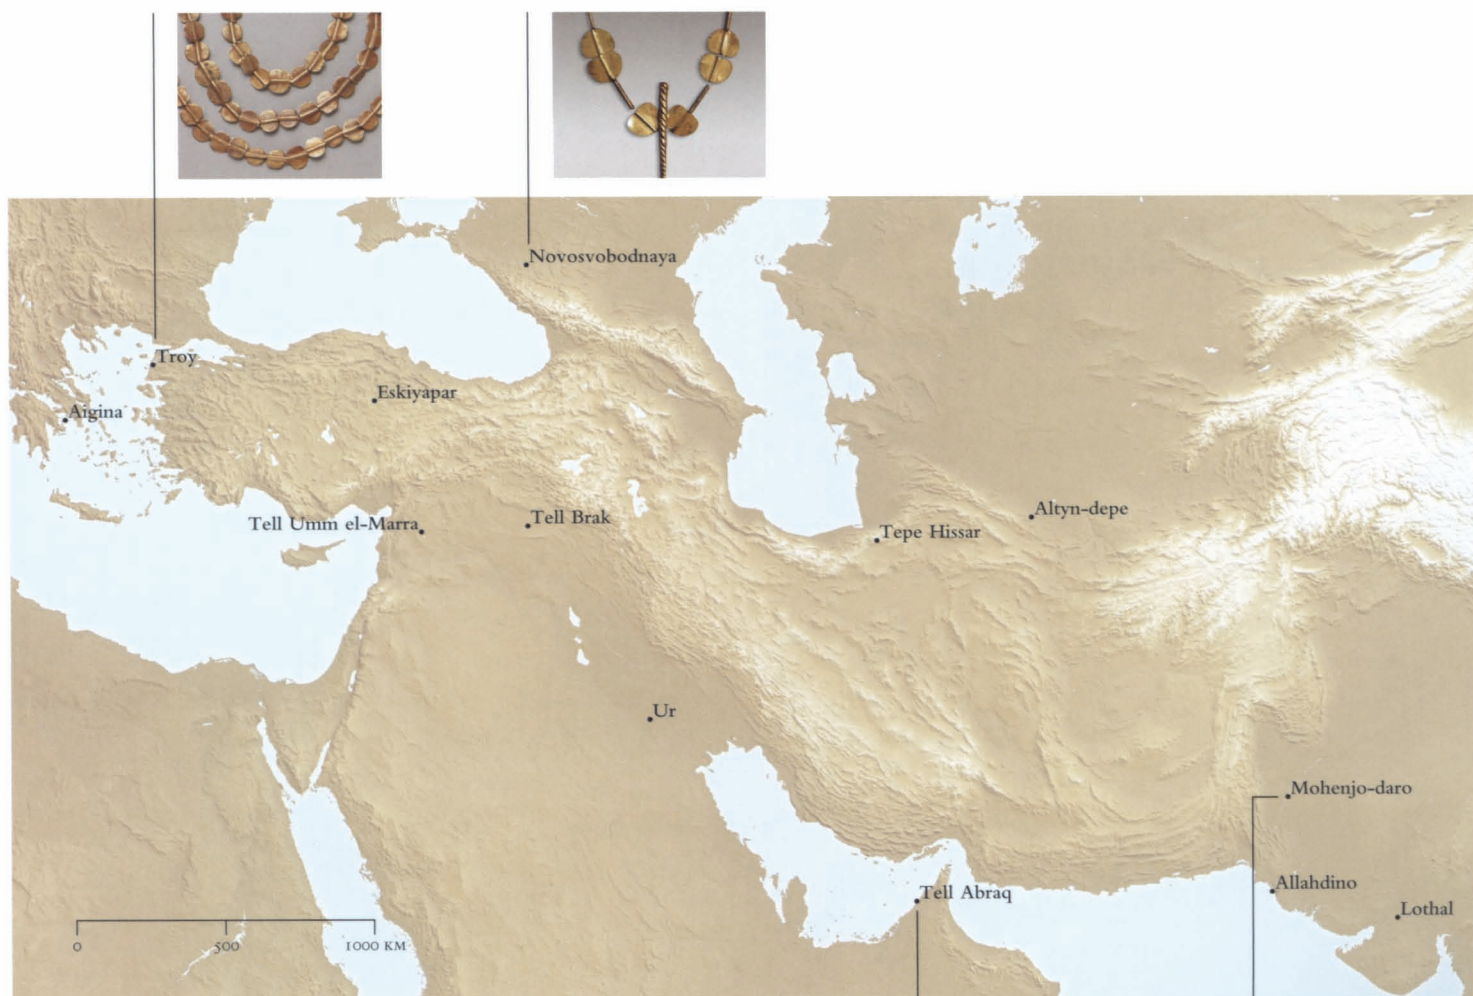 Novosvobodnaya
Troy
Eskiyapar
Aigina
Altyn-depe
Tell Umm el-Marra
Tell Brak
Tepe Hissar
Ur
Mohenjo-daro
Allahdino
Tell Abraq
Lothal
0 500 1000 KM